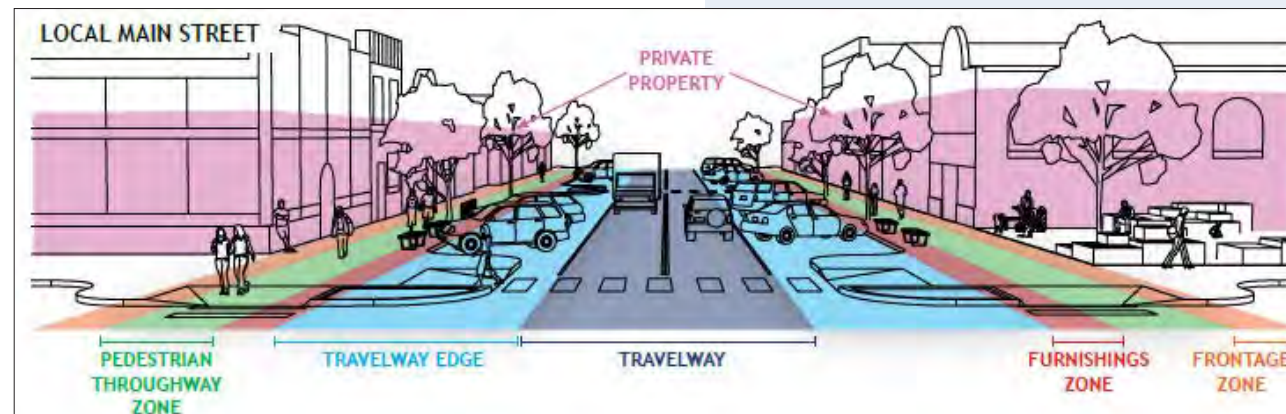 LOCAL MAIN STREET
PRIVATE
PROPERTY
PEDESTRIAN
THROUGHWAY
ZONE
TRAVELWAY EDGE
TRAVELWAY
FURNISHINGS
ZONE
FRONTAGE
ZONE